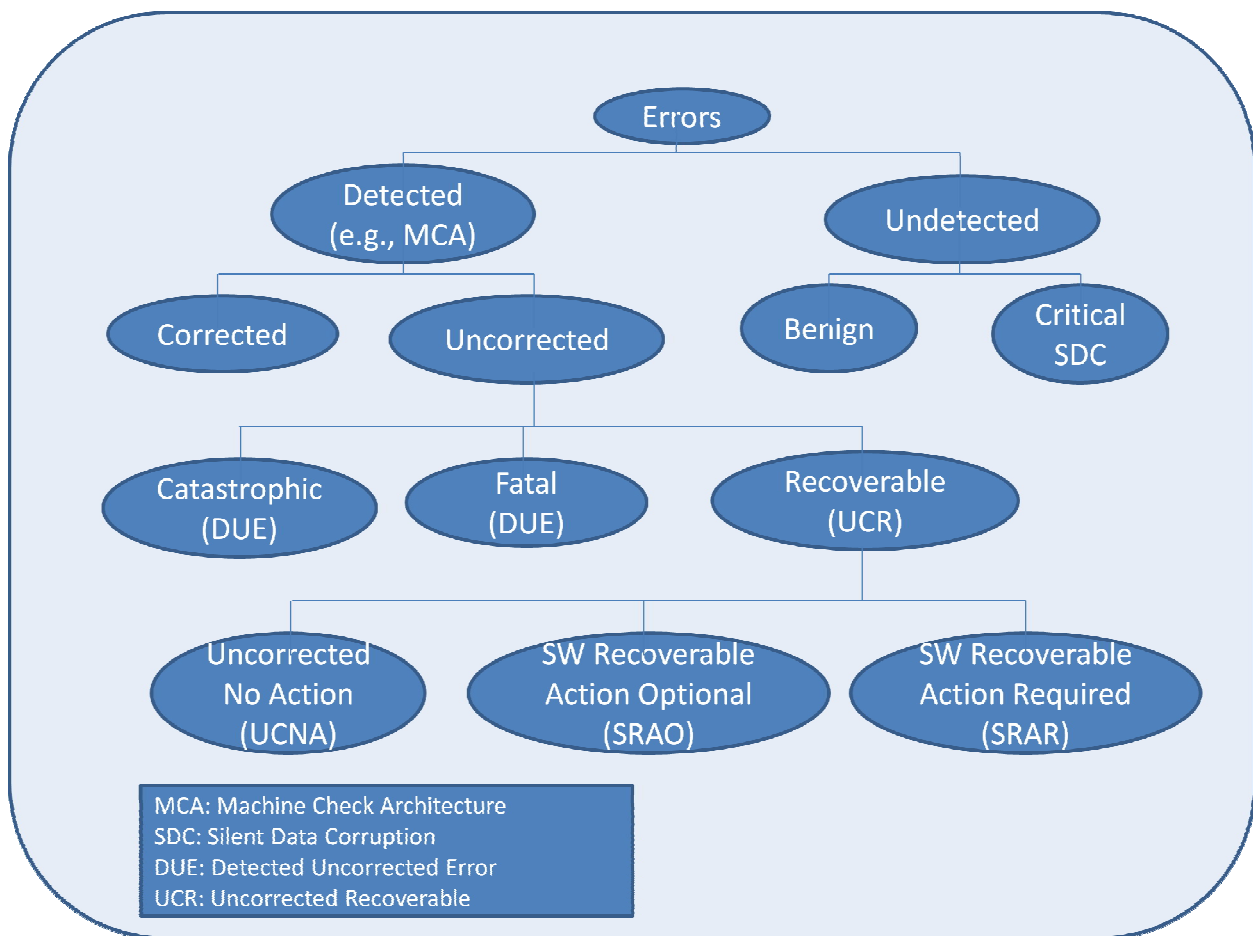 Errors
Detected
(e.g., MCA)
Undetected
Corrected
Uncorrected
Benign
Critical
SDC
Catastrophic
(DUE)
Fatal
(DUE)
Recoverable
(UCR)
Uncorrected
No Action
(UCNA)
SW Recoverable
Action Optional
(SRAO)
SW Recoverable
Action Required
(SRAR)
MCA: Machine Check Architecture
SDC: Silent Data Corruption
DUE: Detected Uncorrected Error
UCR: Uncorrected Recoverable